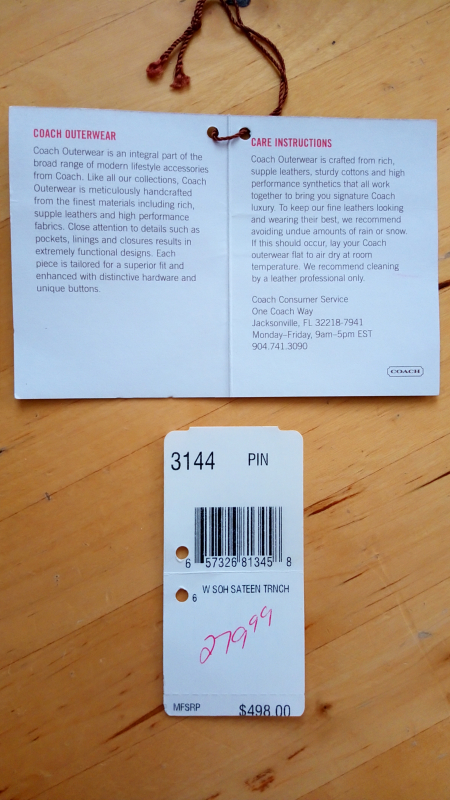 COACH OUTERWEAR
Coach Outerwear is an integral part of the
broad range of modern lifestyle accessories
from Coach. Like all our collections, Coach
Outerwear is meticulously handcrafted
from the finest materials including rich,
supple leathers and high performance
fabrics. Close attention to details such as
pockets, linings and closures results in
extremely functional designs. Each
piece is tailored for a superior fit and
enhanced with distinctive hardware and
unique buttons.
CARE INSTRUCTIONS
Coach Outerwear is crafted from rich,
supple leathers, sturdy cottons and high
performance synthetics that all work
together to bring you signature Coach
luxury. To keep our fine leathers looking
and wearing their best, we recommend
avoiding undue amounts of rain or snow.
If this should occur, lay your Coach
outerwear flat to air dry at room
temperature. We recommend cleaning
by a leather professional only.
Coach Consumer Service
One Coach Way
Jacksonville, FL 32218-7941
Monday–Friday, 9am–5pm EST
904.741.3090
COACH
3144 PIN
6 57326 81345 8
6 W SOH SATEEN TRNCH
279.99
MFSRP $498.00